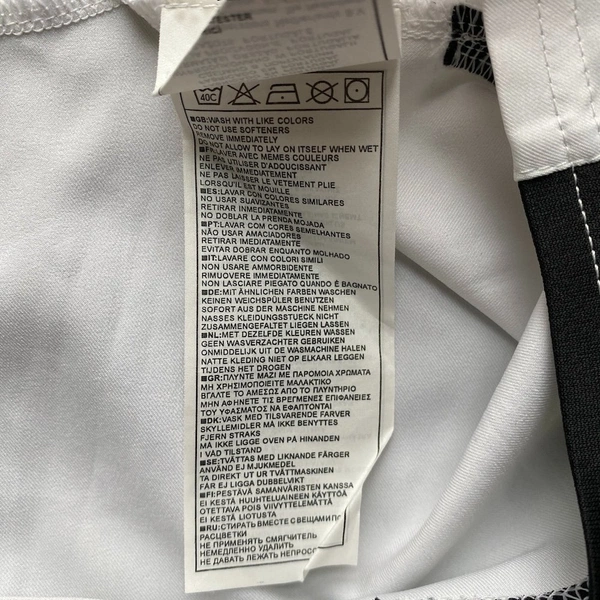 40C
■GB:WASH WITH LIKE COLORS
DO NOT USE SOFTENERS
REMOVE IMMEDIATELY
DO NOT ALLOW TO LAY ON ITSELF WHEN WET
■FR:LAVER AVEC MEMES COULEURS
NE PAS UTILISER D'ADOUCISSANT
ENLEVER IMMEDIATEMENT
NE PAS LAISSER LE VETEMENT PLIE
LORSQU'IL EST MOUILLE
■ES:LAVAR CON COLORES SIMILARES
NO USAR SUAVIZANTES
RETIRAR INMEDIATAMENTE
NO DOBLAR LA PRENDA MOJADA
■PT:LAVAR COM CORES SEMELHANTES
NÃO USAR AMACIADORES
RETIRAR IMEDIATAMENTE
EVITAR DOBRAR ENQUANTO MOLHADO
■IT:LAVARE CON COLORI SIMILI
NON USARE AMMORBIDENTE
RIMUOVERE IMMEDIATAMENTE
NON LASCIARE PIEGATO QUANDO È BAGNATO
■DE:MIT ÄHNLICHEN FARBEN WASCHEN
KEINEN WEICHSPÜLER BENUTZEN
SOFORT AUS DER MASCHINE NEHMEN
NASSES KLEIDUNGSSTUECK NICHT
ZUSAMMENGEFALTET LIEGEN LASSEN
■NL:MET DEZELFDE KLEUREN WASSEN
GEEN WASVERZACHTER GEBRUIKEN
ONMIDDELLIJK UIT DE WASMACHINE HALEN
NATTE KLEDING NIET OP ELKAAR LEGGEN
TIJDENS HET DROGEN
■GR:ΠΛΥΝΤΕ ΜΑΖΙ ΜΕ ΠΑΡΟΜΟΙΑ ΧΡΩΜΑΤΑ
ΜΗ ΧΡΗΣΙΜΟΠΟΙΕΙΤΕ ΜΑΛΑΚΤΙΚΟ
ΒΓΑΛΤΕ ΤΟ ΑΜΕΣΩΣ ΑΠΟ ΤΟ ΠΛΥΝΤΗΡΙΟ
ΜΗΝ ΑΦΗΝΕΤΕ ΤΙΣ ΒΡΕΓΜΕΝΕΣ ΕΠΙΦΑΝΕΙΕΣ
ΤΟΥ ΥΦΑΣΜΑΤΟΣ ΝΑ ΕΦΑΠΤΟΝΤΑΙ
■DK:VASK MED TILSVARENDE FARVER
SKYLLEMIDLER MÅ IKKE BENYTTES
FJERN STRAKS
MÅ IKKE LIGGE OVEN PÅ HINANDEN
I VÅD TILSTAND
■SE:TVÄTTAS MED LIKNANDE FÄRGER
ANVÄND EJ MJUKMEDEL
TA DIREKT UT UR TVÄTTMASKINEN
FÅR EJ LIGGA DUBBELVIKT
■FI:PESTÄVÄ SAMANVÄRISTEN KANSSA
EI KESTÄ HUUHTELUAINEEN KÄYTTÖÄ
OTETTAVA POIS VIIVYTTELEMÄTTÄ
EI KESTÄ LIOTUSTA
■RU:СТИРАТЬ ВМЕСТЕ С ВЕЩАМИ ПО
РАСЦВЕТКИ
НЕ ПРИМЕНЯТЬ СМЯГЧИТЕЛЬ
НЕМЕДЛЕННО УДАЛИТЬ
НЕ ДАВАТЬ ЛЕЖАТЬ НЕПРОС